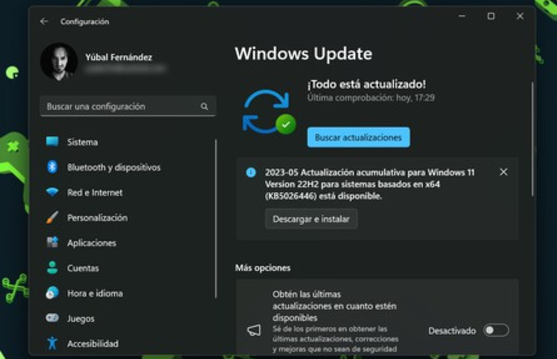 Configuración
Yúbal Fernández
Buscar una configuración
Sistema
Bluetooth y dispositivos
Red e Internet
Personalización
Aplicaciones
Cuentas
Hora e idioma
Juegos
Accesibilidad
Windows Update
¡Todo está actualizado!
Última comprobación: hoy, 17:29
Buscar actualizaciones
2023-05 Actualización acumulativa para Windows 11
Version 22H2 para sistemas basados en x64
(KB5026446) está disponible.
Descargar e instalar
Más opciones
Obtén las últimas
actualizaciones en cuanto estén
disponibles
Sé de los primeros en obtener las
últimas actualizaciones, correcciones
y mejoras que no sean de seguridad
Desactivado